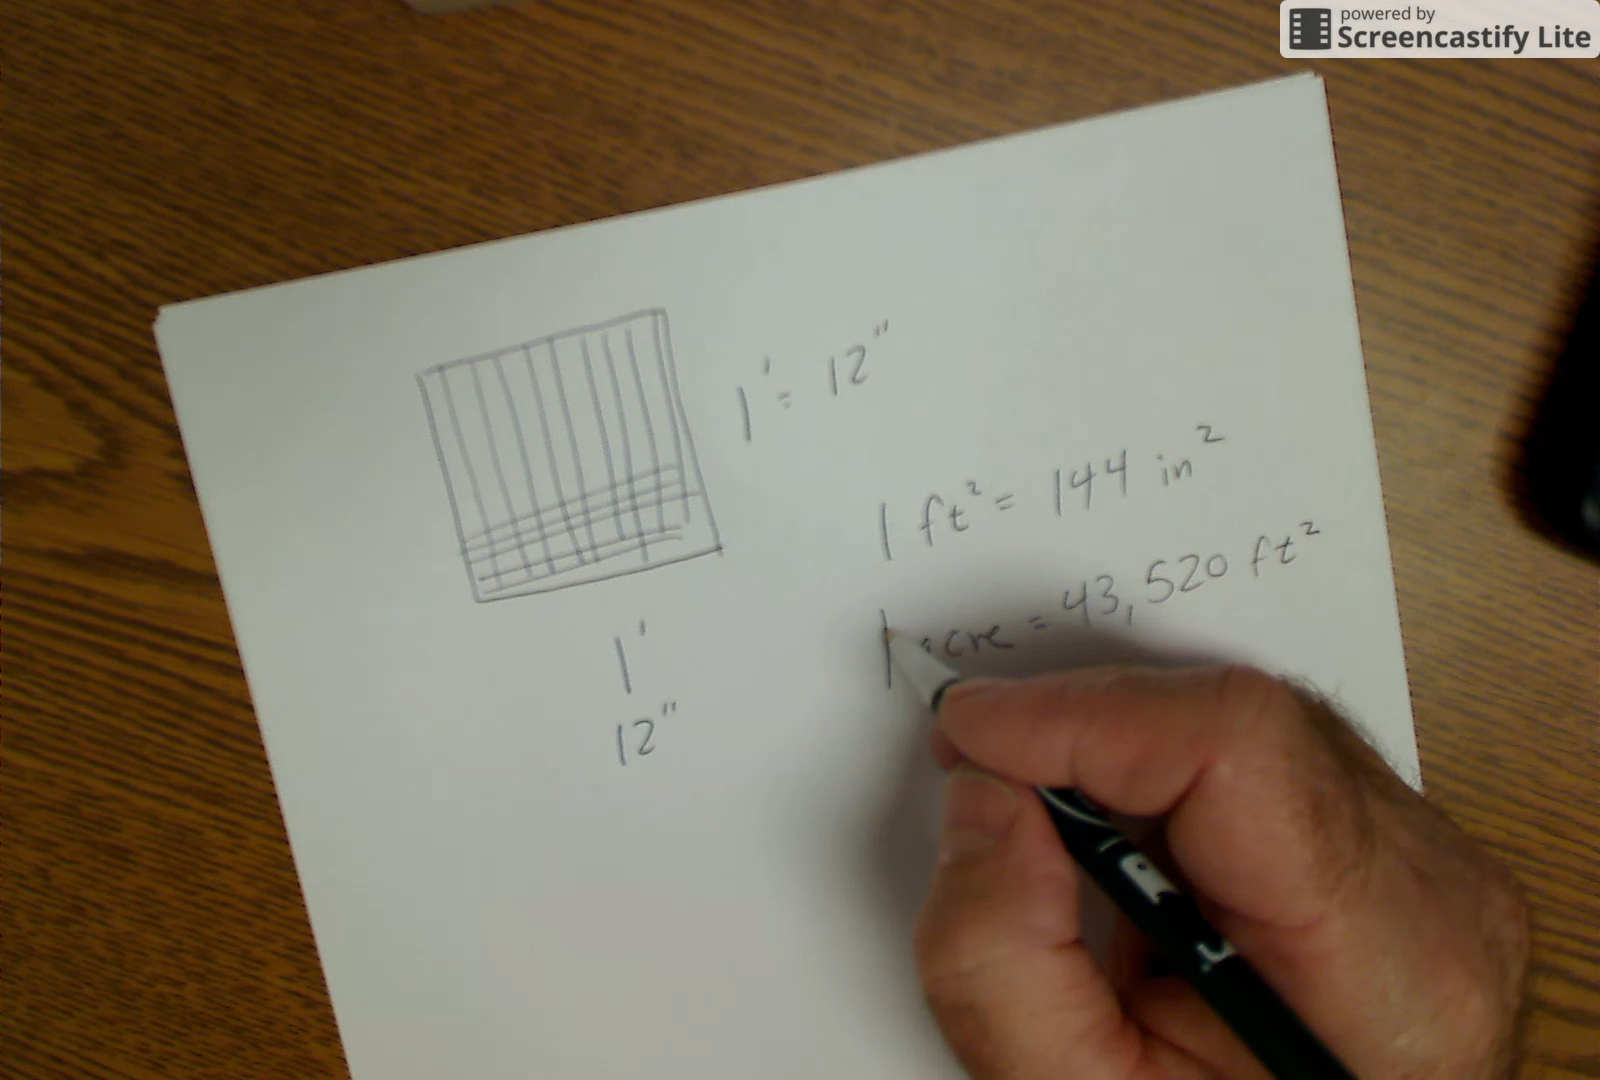 powered by
Screencastify Lite
1' = 12"
1 ft² = 144 in²
1 acre = 43,520 ft²
1'
12"